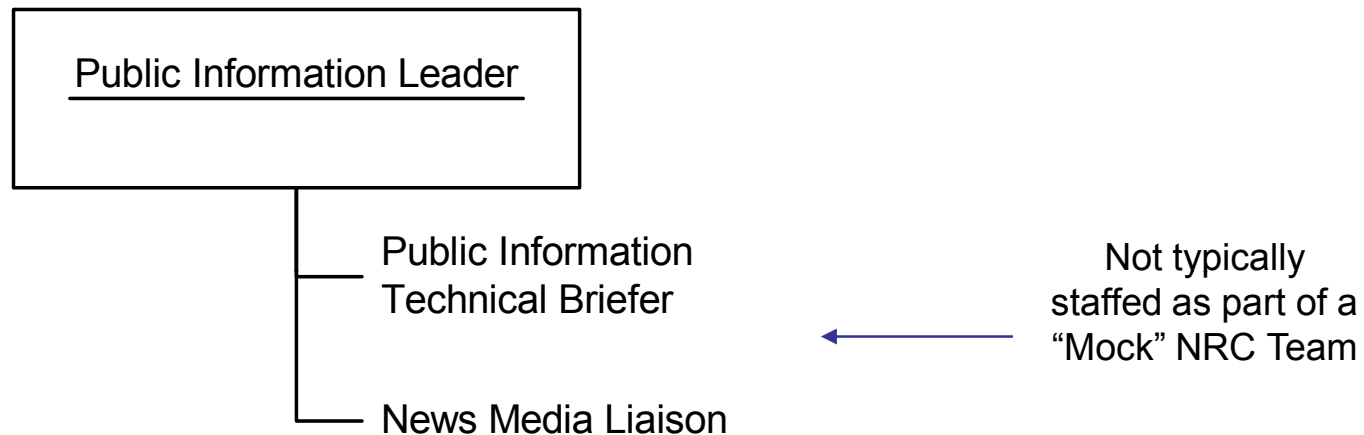 Public Information Leader
Public Information
Technical Briefer
News Media Liaison
Not typically
staffed as part of a
“Mock” NRC Team